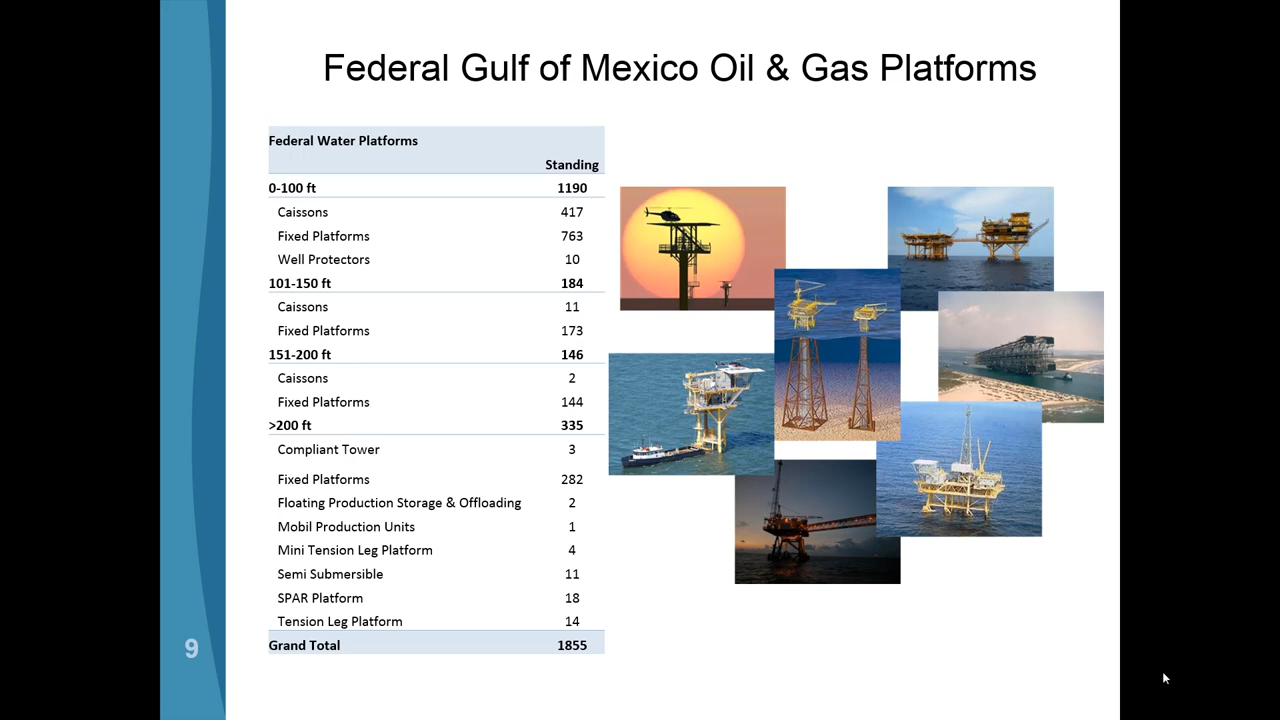 Federal Gulf of Mexico Oil & Gas Platforms
Federal Water Platforms
Standing
0-100 ft 1190
Caissons 417
Fixed Platforms 763
Well Protectors 10
101-150 ft 184
Caissons 11
Fixed Platforms 173
151-200 ft 146
Caissons 2
Fixed Platforms 144
>200 ft 335
Compliant Tower 3
Fixed Platforms 282
Floating Production Storage & Offloading 2
Mobil Production Units 1
Mini Tension Leg Platform 4
Semi Submersible 11
SPAR Platform 18
Tension Leg Platform 14
Grand Total 1855
9